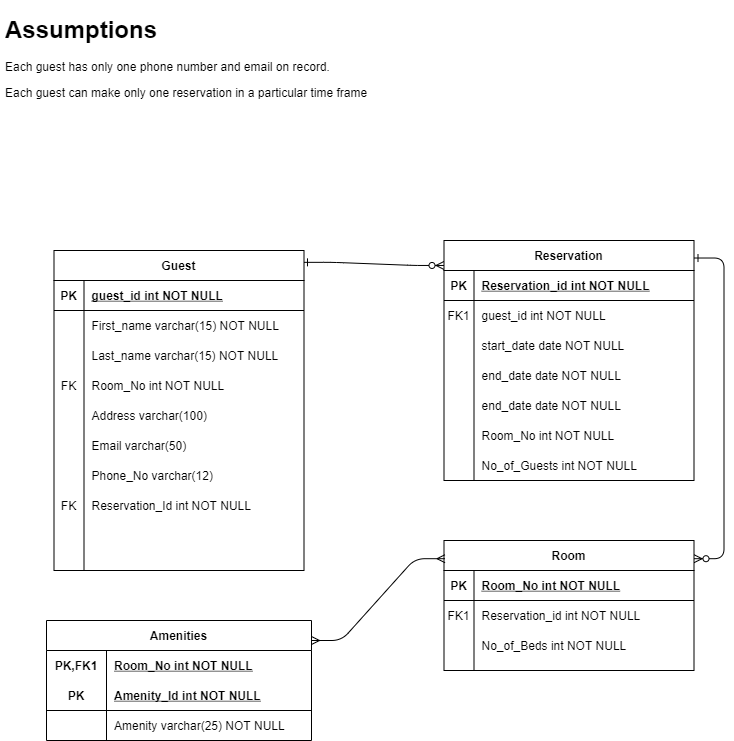 Assumptions
Each guest has only one phone number and email on record.
Each guest can make only one reservation in a particular time frame
Guest
PK guest_id int NOT NULL
First_name varchar(15) NOT NULL
Last_name varchar(15) NOT NULL
FK Room_No int NOT NULL
Address varchar(100)
Email varchar(50)
Phone_No varchar(12)
FK Reservation_Id int NOT NULL
Reservation
PK Reservation_id int NOT NULL
FK1 guest_id int NOT NULL
start_date date NOT NULL
end_date date NOT NULL
end_date date NOT NULL
Room_No int NOT NULL
No_of_Guests int NOT NULL
Room
PK Room_No int NOT NULL
FK1 Reservation_id int NOT NULL
No_of_Beds int NOT NULL
Amenities
PK,FK1 Room_No int NOT NULL
PK Amenity_Id int NOT NULL
Amenity varchar(25) NOT NULL